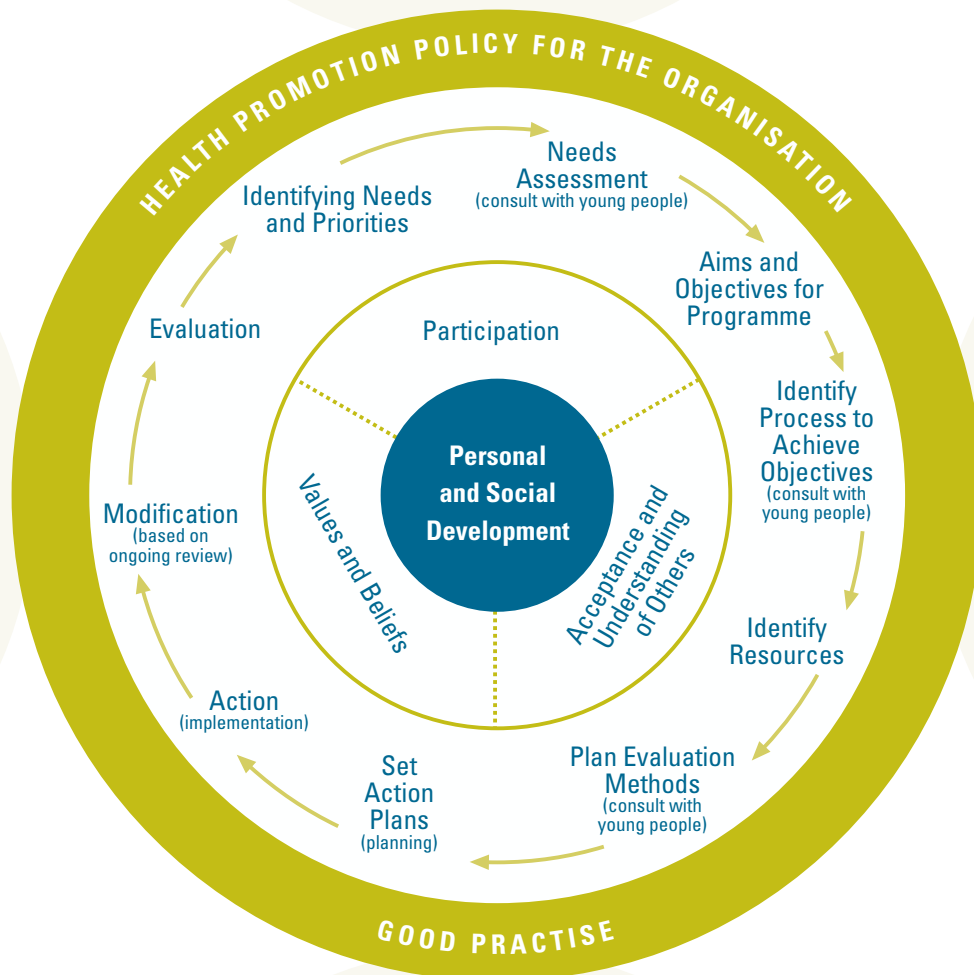 HEALTH PROMOTION POLICY FOR THE ORGANISATION
Needs
Assessment
(consult with young people)
Aims and
Objectives for
Programme
Identify
Process to
Achieve
Objectives
(consult with
young people)
Identify
Resources
Plan Evaluation
Methods
(consult with
young people)
Set
Action
Plans
(planning)
Action
(implementation)
Modification
(based on
ongoing review)
Evaluation
Identifying Needs
and Priorities
Participation
Acceptance and
Understanding
of Others
Values and Beliefs
Personal
and Social
Development
GOOD PRACTISE